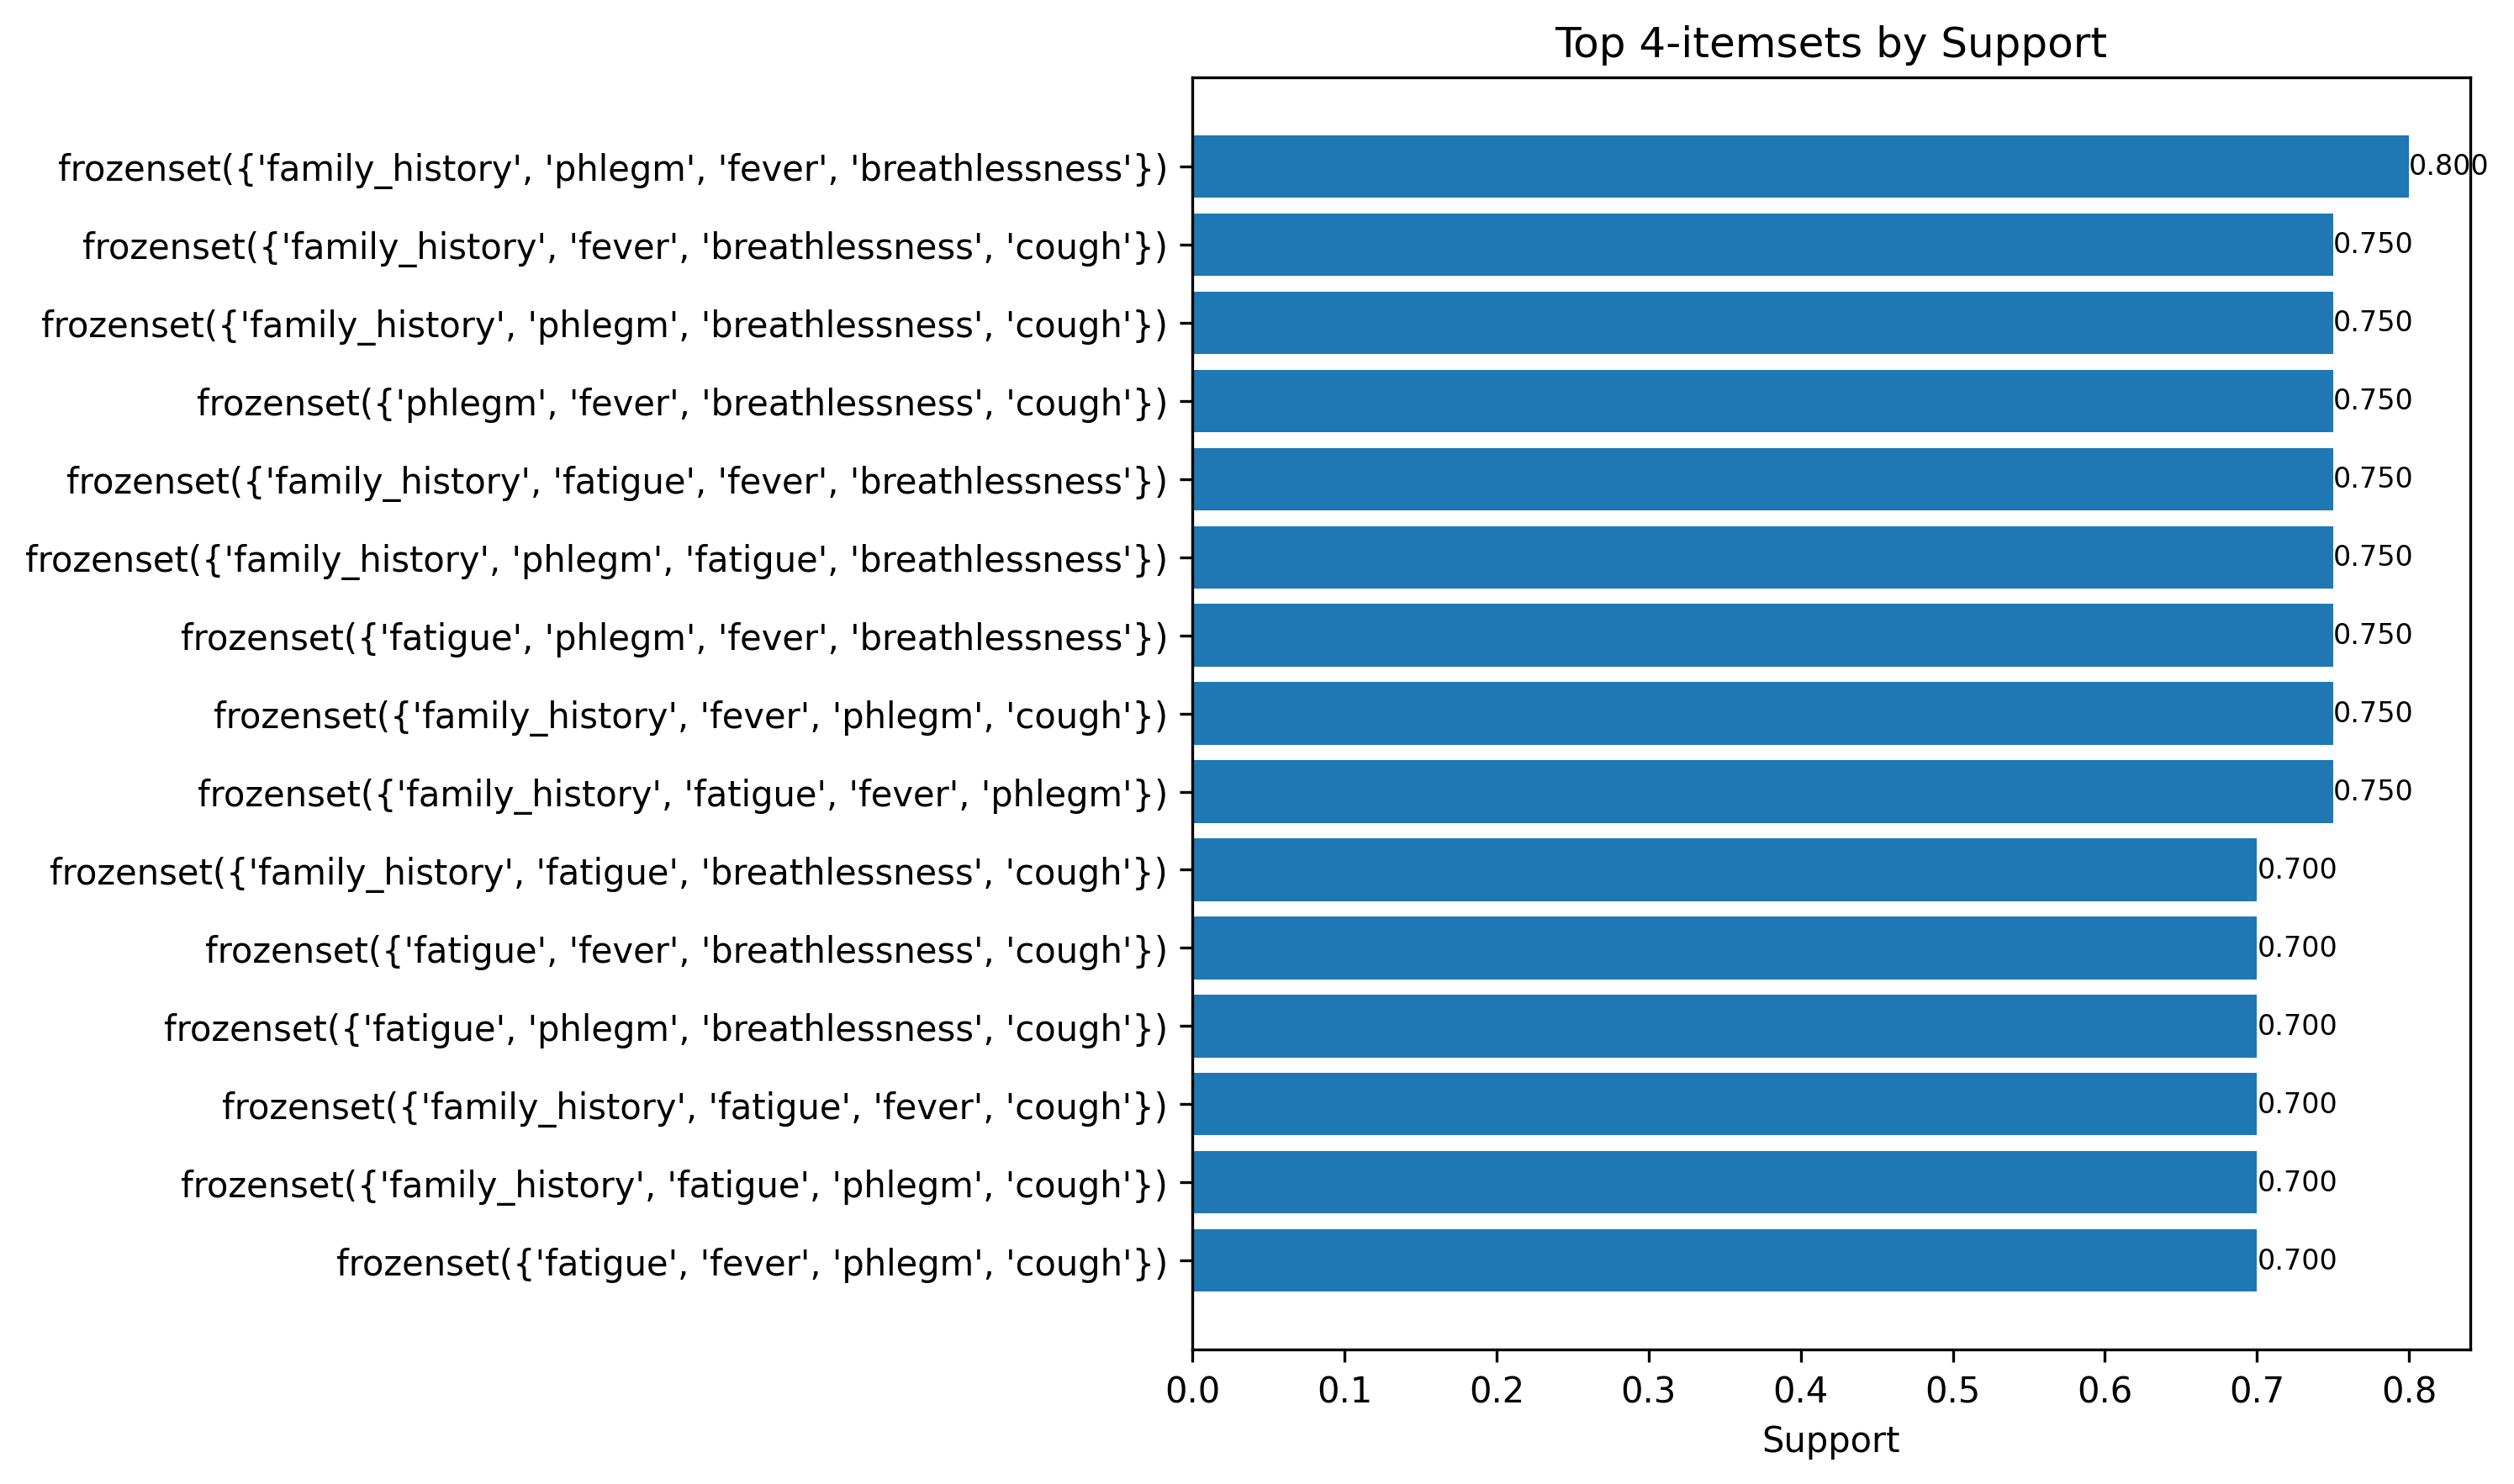 Top 4-itemsets by Support
frozenset({'family_history', 'phlegm', 'fever', 'breathlessness'}) 0.800
frozenset({'family_history', 'fever', 'breathlessness', 'cough'}) 0.750
frozenset({'family_history', 'phlegm', 'breathlessness', 'cough'}) 0.750
frozenset({'phlegm', 'fever', 'breathlessness', 'cough'}) 0.750
frozenset({'family_history', 'fatigue', 'fever', 'breathlessness'}) 0.750
frozenset({'family_history', 'phlegm', 'fatigue', 'breathlessness'}) 0.750
frozenset({'fatigue', 'phlegm', 'fever', 'breathlessness'}) 0.750
frozenset({'family_history', 'fever', 'phlegm', 'cough'}) 0.750
frozenset({'family_history', 'fatigue', 'fever', 'phlegm'}) 0.750
frozenset({'family_history', 'fatigue', 'breathlessness', 'cough'}) 0.700
frozenset({'fatigue', 'fever', 'breathlessness', 'cough'}) 0.700
frozenset({'fatigue', 'phlegm', 'breathlessness', 'cough'}) 0.700
frozenset({'family_history', 'fatigue', 'fever', 'cough'}) 0.700
frozenset({'family_history', 'fatigue', 'phlegm', 'cough'}) 0.700
frozenset({'fatigue', 'fever', 'phlegm', 'cough'}) 0.700
0.0 0.1 0.2 0.3 0.4 0.5 0.6 0.7 0.8
Support